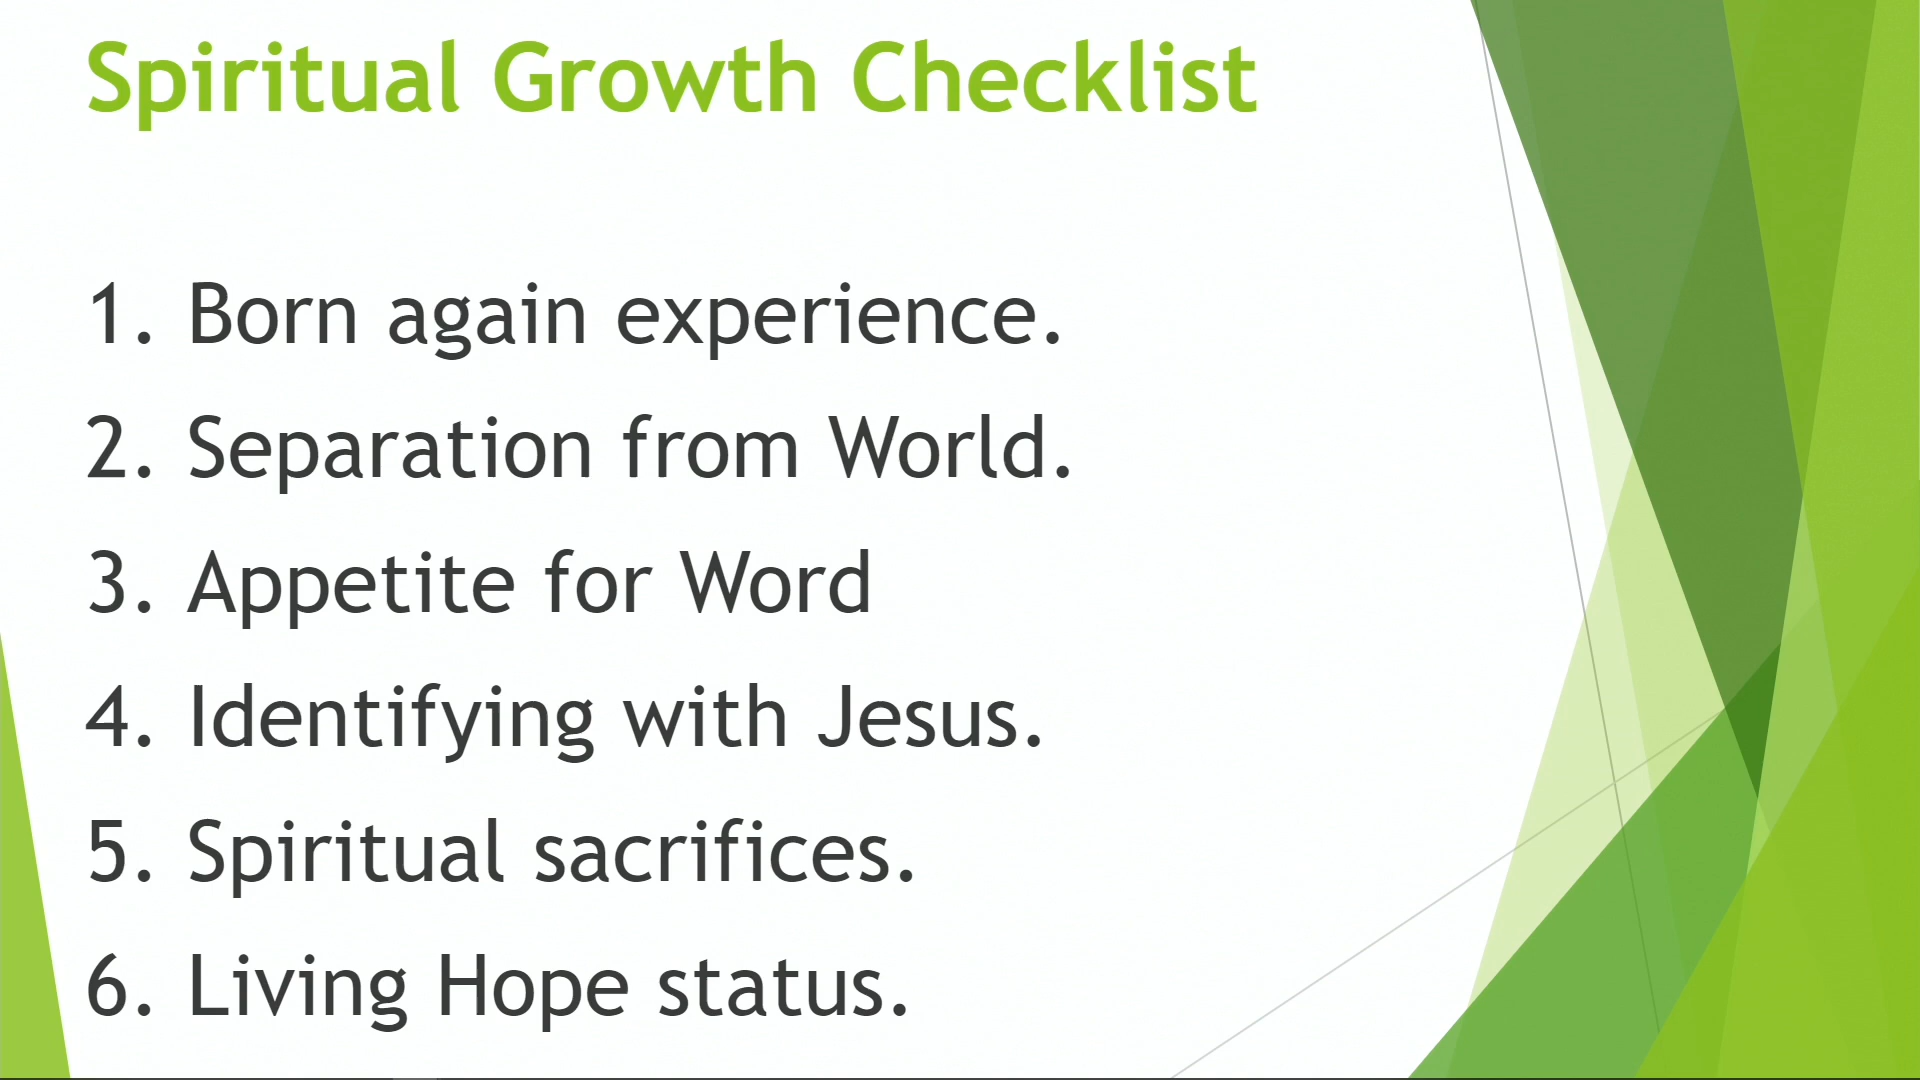 Spiritual Growth Checklist
1. Born again experience.
2. Separation from World.
3. Appetite for Word
4. Identifying with Jesus.
5. Spiritual sacrifices.
6. Living Hope status.